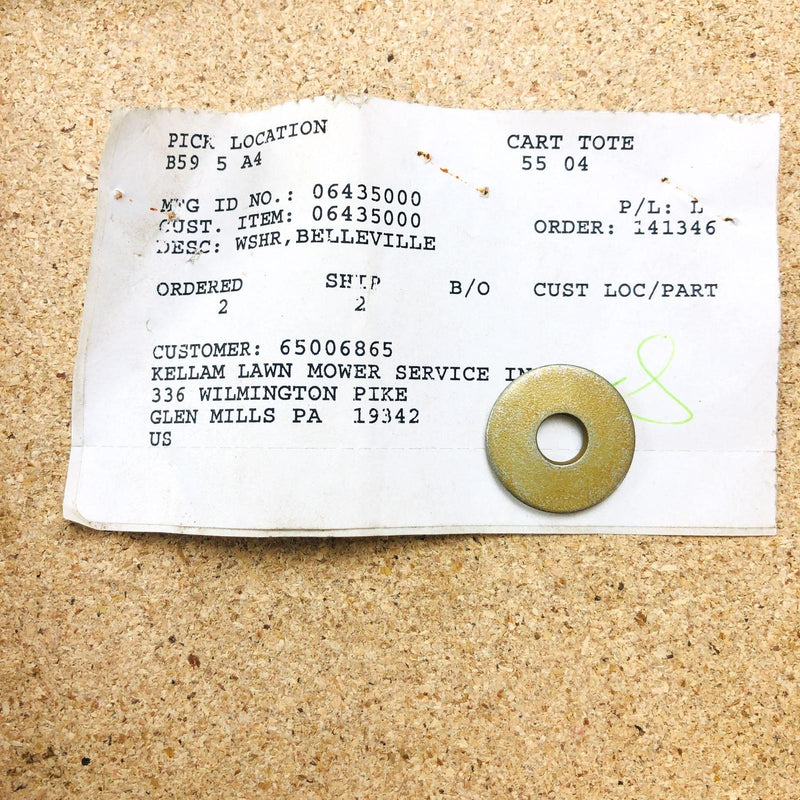 PICK LOCATION CART TOTE
B59 5 A4 55 04
MFG ID NO.: 06435000 P/L: L
CUST. ITEM: 06435000 ORDER: 141346
DESC: WSHR,BELLEVILLE
ORDERED SHIP B/O CUST LOC/PART
2 2
CUSTOMER: 65006865
KELLAM LAWN MOWER SERVICE IN
336 WILMINGTON PIKE
GLEN MILLS PA 19342
US